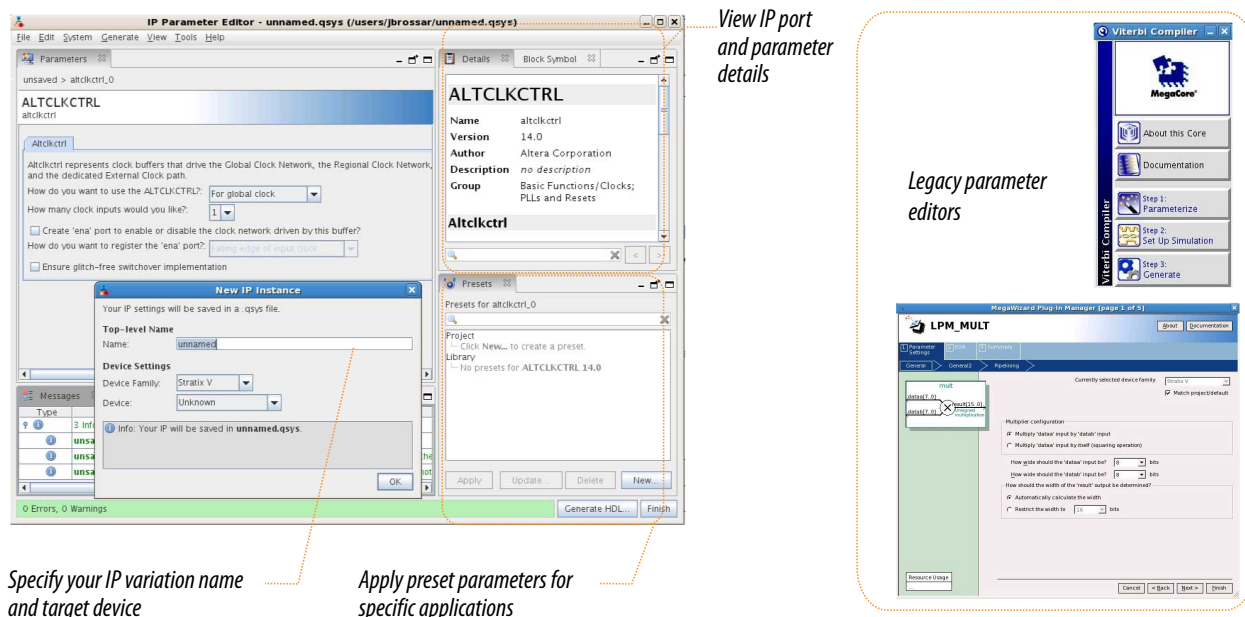 IP Parameter Editor - unnamed.qsys (/users/jbrossar/unnamed.qsys)
File Edit System Generate View Tools Help
Parameters
unsaved > altclkctrl_0
ALTCLKCTRL
altclkctrl
Altclkctrl
Altclkctrl represents clock buffers that drive the Global Clock Network, the Regional Clock Network,
and the dedicated External Clock path.
How do you want to use the ALTCLKCTRL?: For global clock
How many clock inputs would you like?: 1
Create 'ena' port to enable or disable the clock network driven by this buffer?
How do you want to register the 'ena' port?: Falling edge of input clock
Ensure glitch-free switchover implementation
New IP Instance
Your IP settings will be saved in a .qsys file.
Top-level Name
Name: unnamed
Device Settings
Device Family: Stratix V
Device: Unknown
Info: Your IP will be saved in unnamed.qsys.
OK
Messages
Type
3 Info
unsa
unsa
unsa
0 Errors, 0 Warnings
Generate HDL... Finish
Details Block Symbol
ALTCLKCTRL
Name altclkctrl
Version 14.0
Author Altera Corporation
Description no description
Group Basic Functions/Clocks;
PLLs and Resets
Altclkctrl
< >
Presets
Presets for altclkctrl_0
Project
Click New... to create a preset.
Library
No presets for ALTCLKCTRL 14.0
Apply Update... Delete New...
View IP port
and parameter
details
Specify your IP variation name
and target device
Apply preset parameters for
specific applications
Legacy parameter
editors
Viterbi Compiler
MegaCore®
Viterbi Compiler
About this Core
Documentation
Step 1:
Parameterize
Step 2:
Set Up Simulation
Step 3:
Generate
MegaWizard Plug-In Manager [page 1 of 5]
LPM_MULT
About Documentation
1 Parameter
Settings
2 EDA
3 Summary
General General2 Pipelining
mult
dataa[7..0]
datab[7..0]
result[15..0]
Unsigned
multiplication
Currently selected device family: Stratix V
Match project/default
Multiplier configuration
Multiply 'dataa' input by 'datab' input
Multiply 'dataa' input by itself (squaring operation)
How wide should the 'dataa' input be? 8 bits
How wide should the 'datab' input be? 8 bits
How should the width of the 'result' output be determined?
Automatically calculate the width
Restrict the width to 16 bits
Resource Usage
Cancel < Back Next > Finish